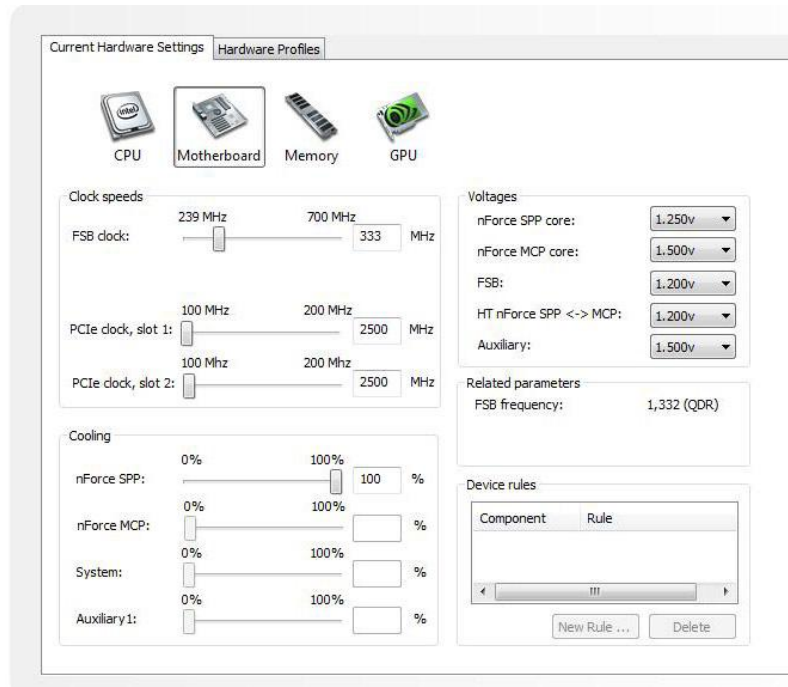 Current Hardware Settings
Hardware Profiles
intel
CPU
Motherboard
Memory
GPU
Clock speeds
239 MHz 700 MHz
FSB clock: 333 MHz
100 MHz 200 MHz
PCIe clock, slot 1: 2500 MHz
100 Mhz 200 Mhz
PCIe clock, slot 2: 2500 MHz
Cooling
0% 100%
nForce SPP: 100 %
0% 100%
nForce MCP: %
0% 100%
System: %
0% 100%
Auxiliary1: %
Voltages
nForce SPP core: 1.250v
nForce MCP core: 1.500v
FSB: 1.200v
HT nForce SPP <-> MCP: 1.200v
Auxiliary: 1.500v
Related parameters
FSB frequency: 1,332 (QDR)
Device rules
Component Rule
New Rule ... Delete